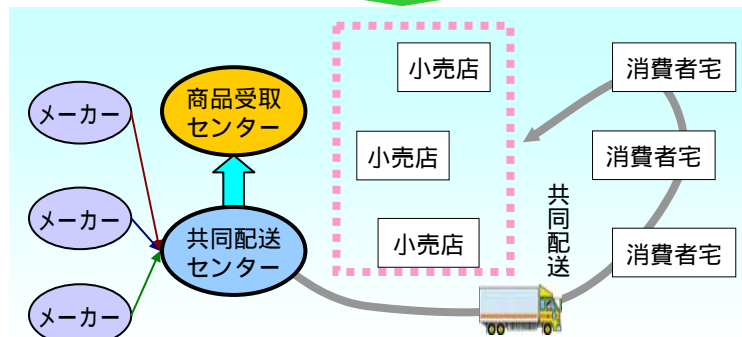 メーカー
メーカー
メーカー
商品受取
センター
共同配送
センター
小売店
小売店
小売店
共同配送
消費者宅
消費者宅
消費者宅